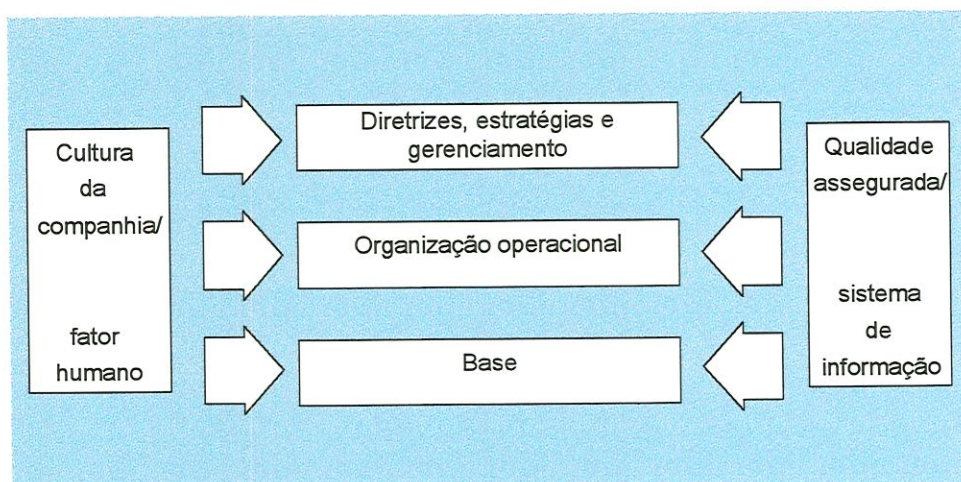 Cultura
da
companhia/
fator
humano
Diretrizes, estratégias e
gerenciamento
Organização operacional
Base
Qualidade
assegurada/
sistema
de
informação